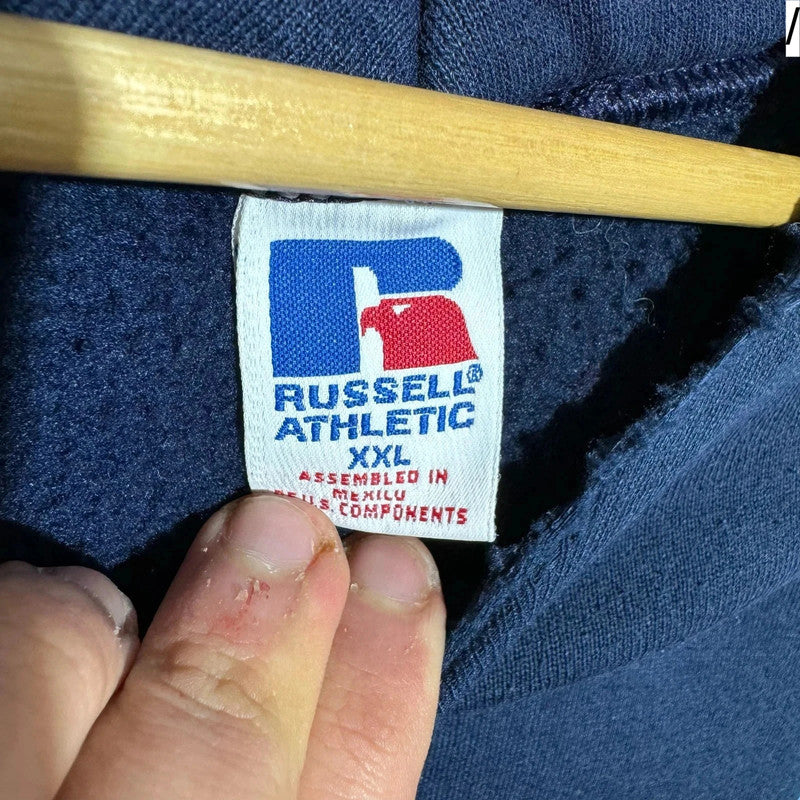 /
RUSSELL®
ATHLETIC
XXL
ASSEMBLED IN
MEXICO
OF U.S. COMPONENTS